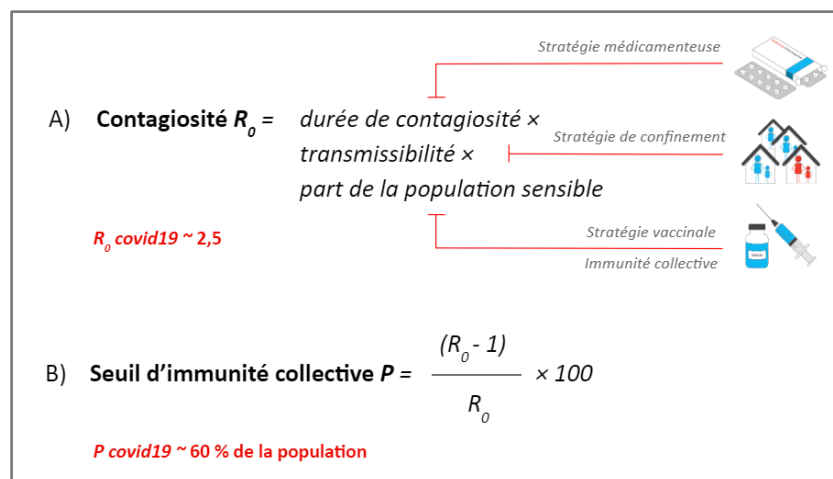 Stratégie médicamenteuse
A) Contagiosité R₀ = durée de contagiosité ×
transmissibilité ×
Stratégie de confinement
part de la population sensible
R₀ covid19 ~ 2,5
Stratégie vaccinale
Immunité collective
B) Seuil d'immunité collective P = (R₀ - 1)
R₀
× 100
P covid19 ~ 60 % de la population